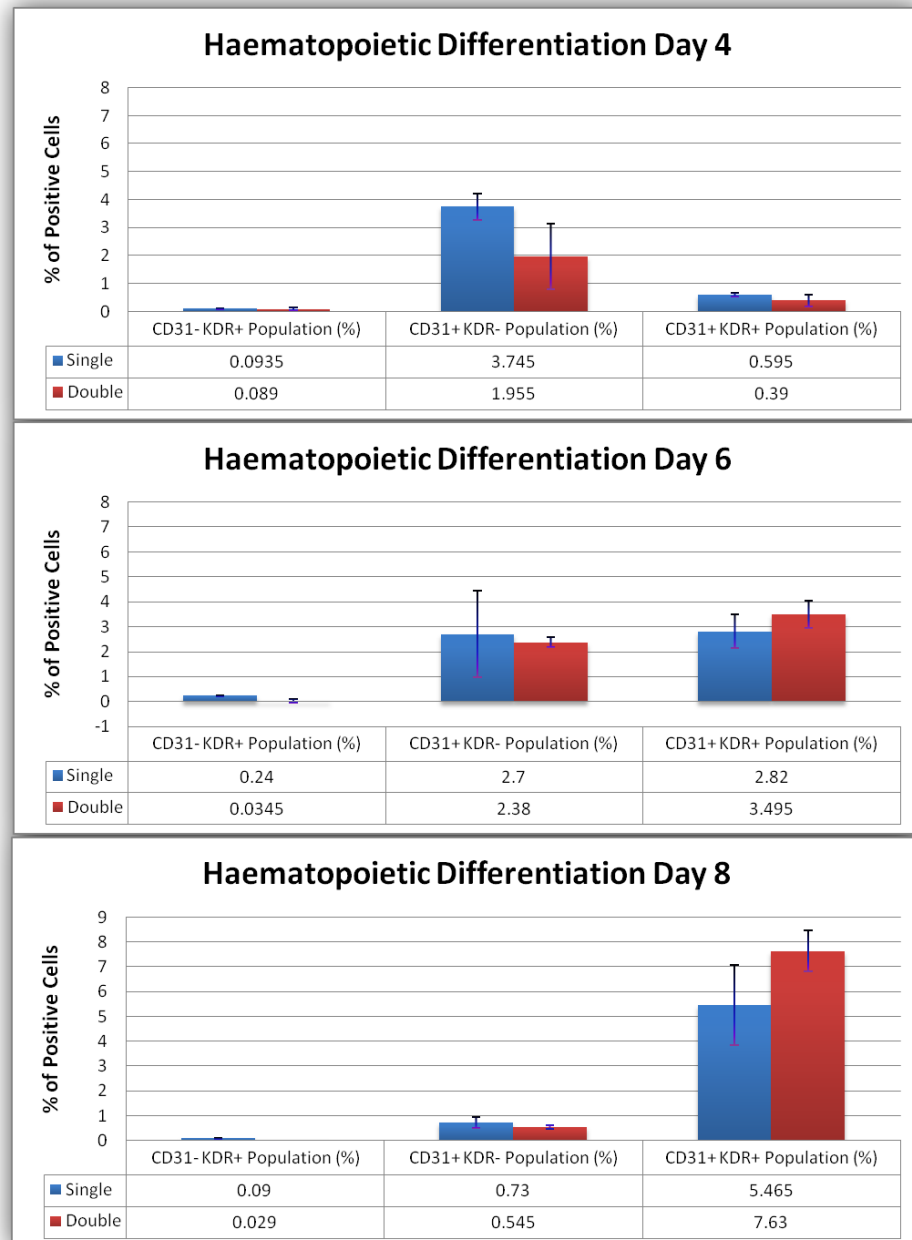 Haematopoietic Differentiation Day 4
% of Positive Cells
8
7
6
5
4
3
2
1
0
CD31- KDR+ Population (%) CD31+ KDR- Population (%) CD31+ KDR+ Population (%)
Single 0.0935 3.745 0.595
Double 0.089 1.955 0.39
Haematopoietic Differentiation Day 6
% of Positive Cells
8
7
6
5
4
3
2
1
0
-1
CD31- KDR+ Population (%) CD31+ KDR- Population (%) CD31+ KDR+ Population (%)
Single 0.24 2.7 2.82
Double 0.0345 2.38 3.495
Haematopoietic Differentiation Day 8
% of Positive Cells
9
8
7
6
5
4
3
2
1
0
CD31- KDR+ Population (%) CD31+ KDR- Population (%) CD31+ KDR+ Population (%)
Single 0.09 0.73 5.465
Double 0.029 0.545 7.63